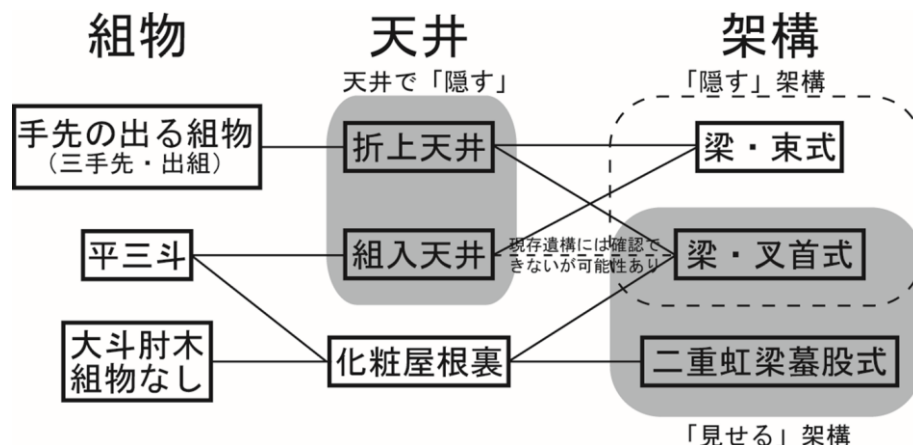 組物
天井
架構
天井で「隠す」
「隠す」架構
手先の出る組物
（三手先・出組）
折上天井
梁・束式
平三斗
組入天井
現存遺構には確認で
きないが可能性あり
梁・叉首式
大斗肘木
組物なし
化粧屋根裏
二重虹梁蟇股式
「見せる」架構